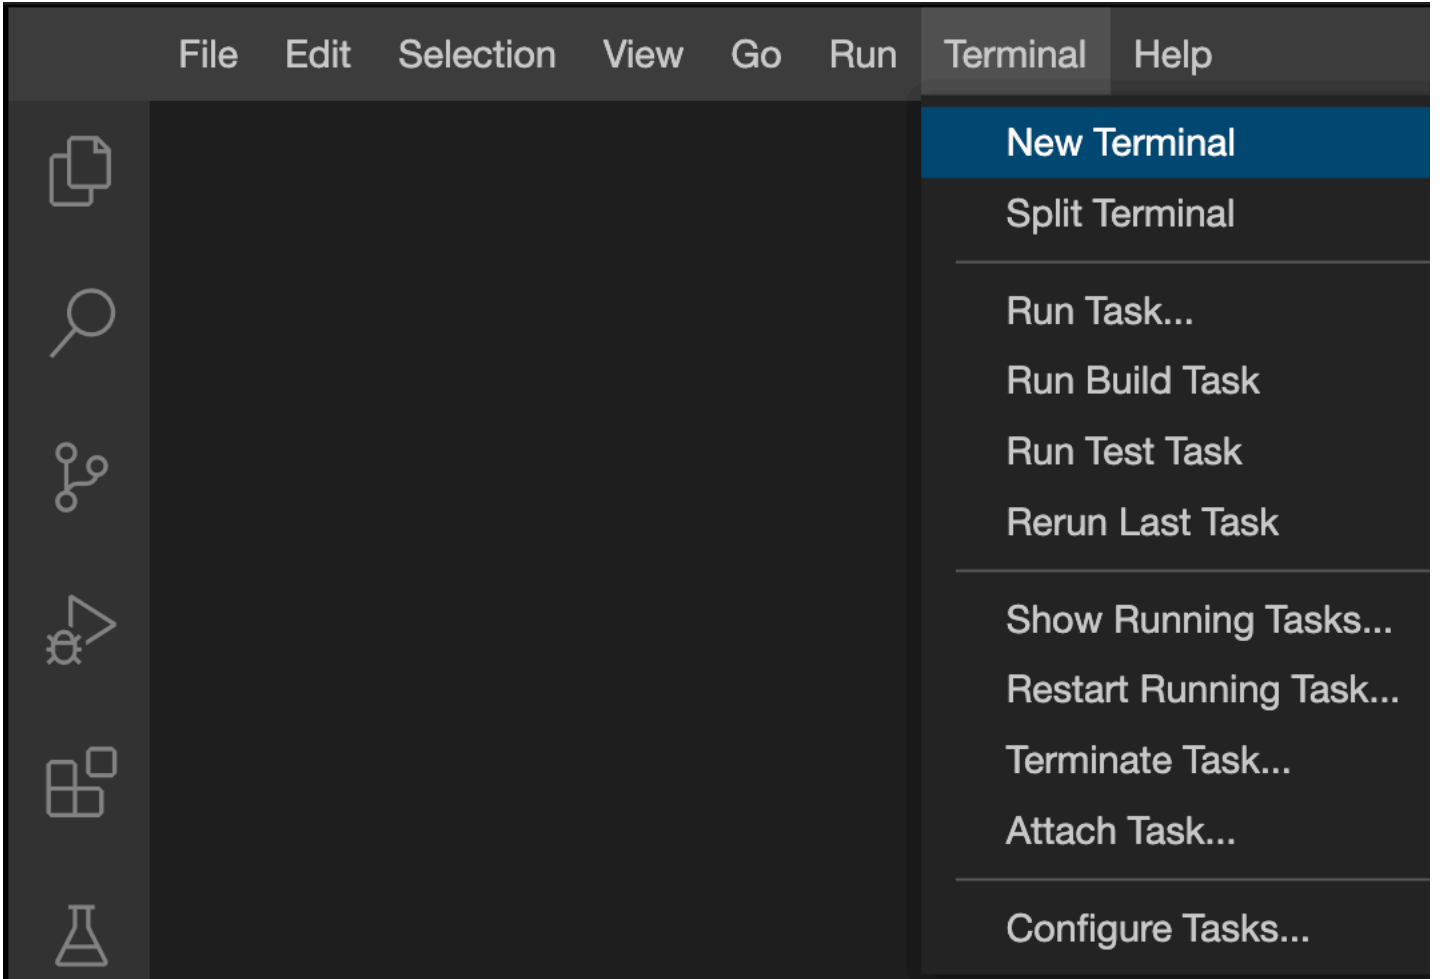 File Edit Selection View Go Run Terminal Help
New Terminal
Split Terminal
Run Task...
Run Build Task
Run Test Task
Rerun Last Task
Show Running Tasks...
Restart Running Task...
Terminate Task...
Attach Task...
Configure Tasks...